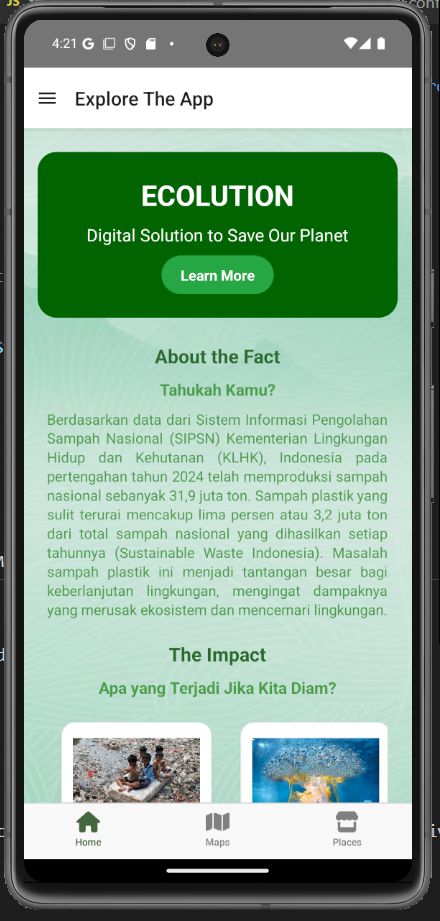 4:21
Explore The App
ECOLUTION
Digital Solution to Save Our Planet
Learn More
About the Fact
Tahukah Kamu?
Berdasarkan data dari Sistem Informasi Pengolahan
Sampah Nasional (SIPSN) Kementerian Lingkungan
Hidup dan Kehutanan (KLHK), Indonesia pada
pertengahan tahun 2024 telah memproduksi sampah
nasional sebanyak 31,9 juta ton. Sampah plastik yang
sulit terurai mencakup lima persen atau 3,2 juta ton
dari total sampah nasional yang dihasilkan setiap
tahunnya (Sustainable Waste Indonesia). Masalah
sampah plastik ini menjadi tantangan besar bagi
keberlanjutan lingkungan, mengingat dampaknya
yang merusak ekosistem dan mencemari lingkungan.
The Impact
Apa yang Terjadi Jika Kita Diam?
Home
Maps
Places